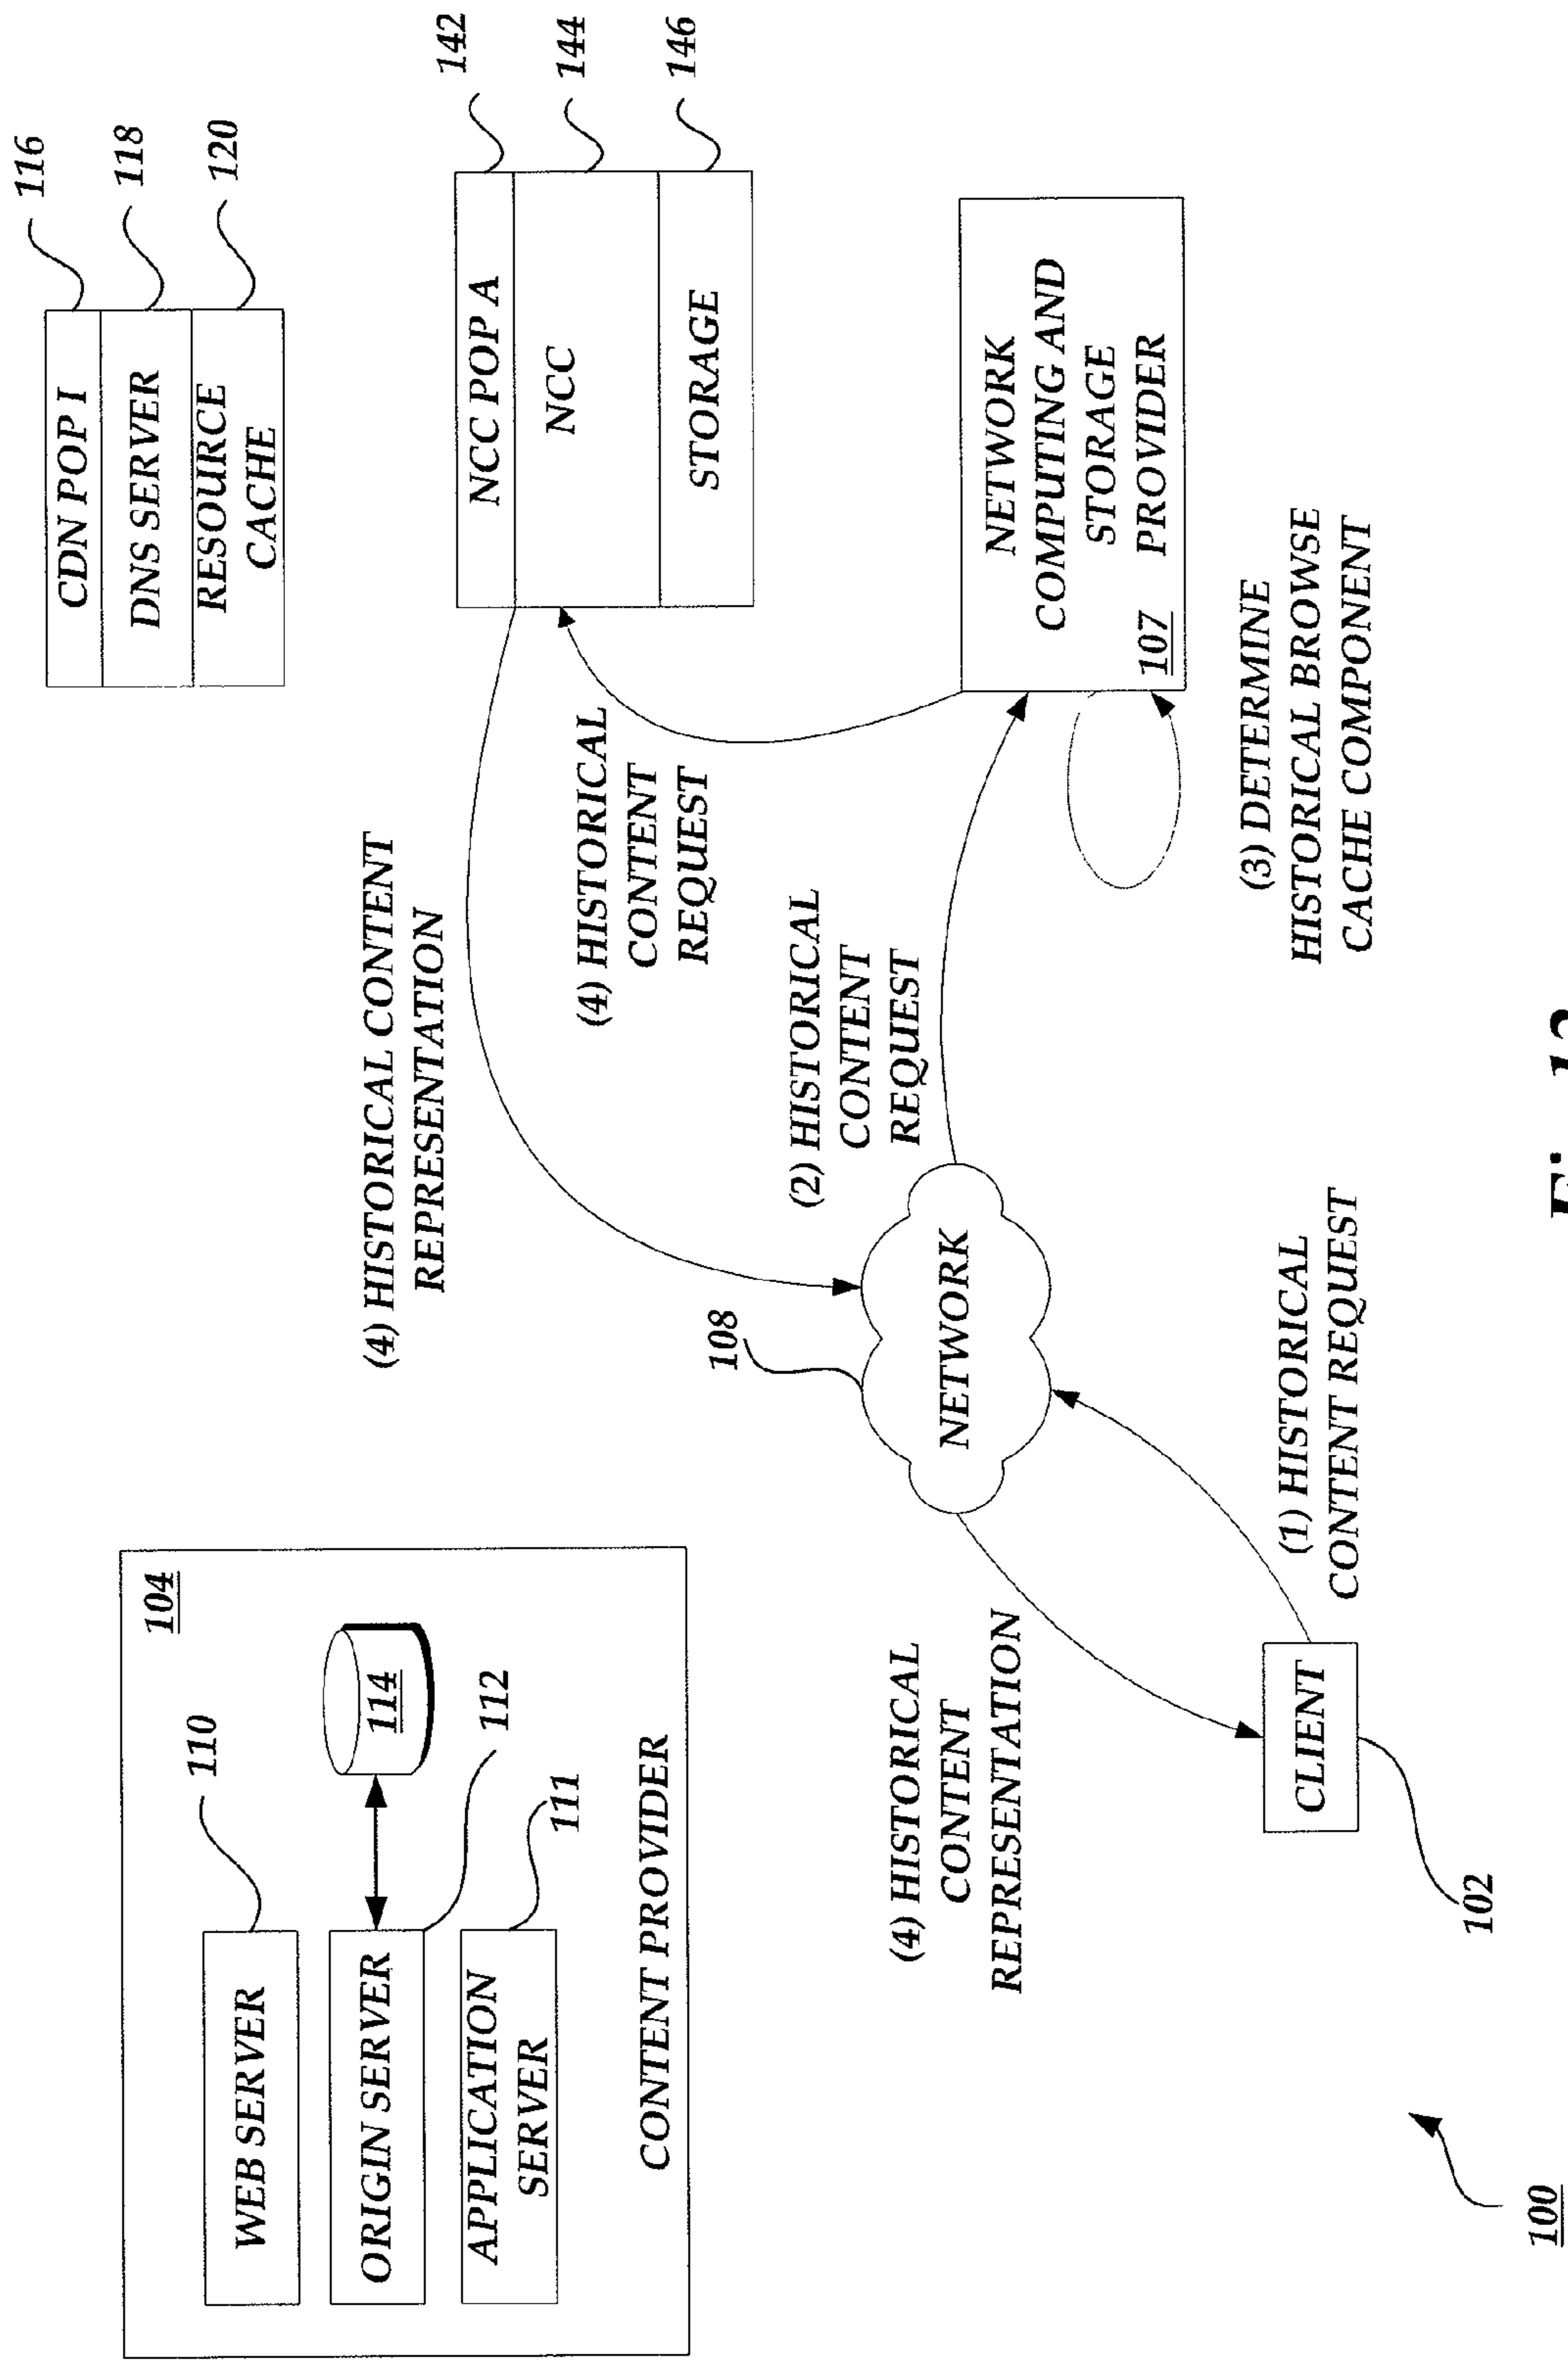 104
110
WEB SERVER
ORIGIN SERVER
114
112
APPLICATION
SERVER
111
CONTENT PROVIDER
116
CDN POP I
118
DNS SERVER
120
RESOURCE
CACHE
142
NCC POP A
144
NCC
146
STORAGE
(4) HISTORICAL CONTENT
REPRESENTATION
(4) HISTORICAL
CONTENT
REQUEST
108
NETWORK
(2) HISTORICAL
CONTENT
REQUEST
NETWORK
COMPUTING AND
STORAGE
PROVIDER
107
(3) DETERMINE
HISTORICAL BROWSE
CACHE COMPONENT
(4) HISTORICAL
CONTENT
REPRESENTATION
(1) HISTORICAL
CONTENT REQUEST
CLIENT
102
100